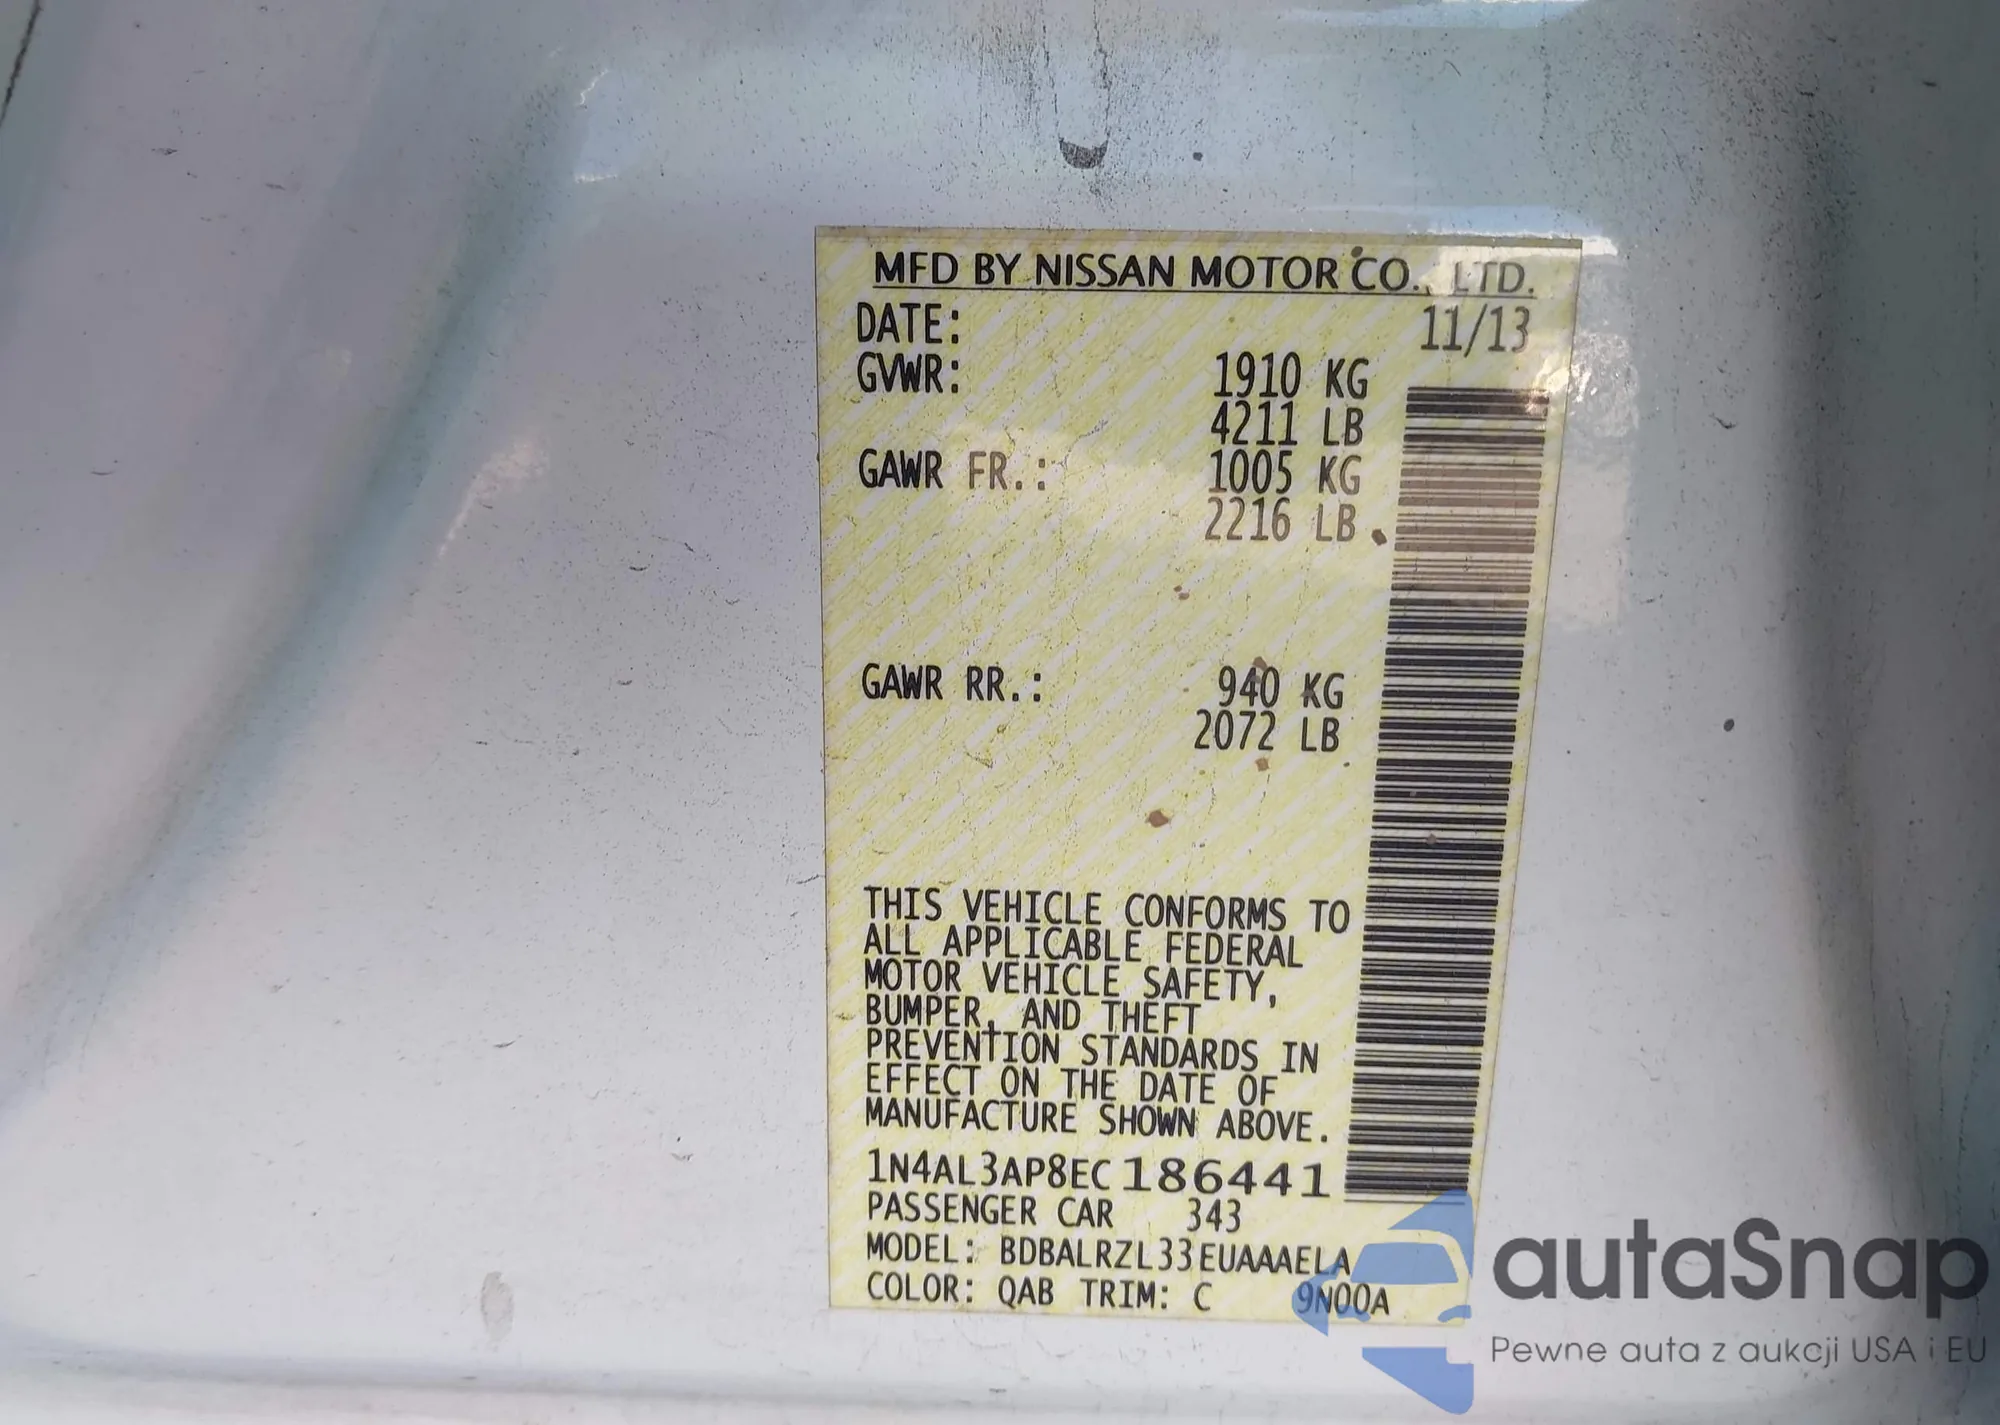 MFD BY NISSAN MOTOR CO., LTD.
DATE: 11/13
GVWR: 1910 KG
4211 LB
GAWR FR.: 1005 KG
2216 LB
GAWR RR.: 940 KG
2072 LB
THIS VEHICLE CONFORMS TO
ALL APPLICABLE FEDERAL
MOTOR VEHICLE SAFETY,
BUMPER, AND THEFT
PREVENTION STANDARDS IN
EFFECT ON THE DATE OF
MANUFACTURE SHOWN ABOVE.
1N4AL3AP8EC186441
PASSENGER CAR 343
MODEL: BDBALRZL33EUAAAELA
COLOR: QAB TRIM: C 9N00A
autaSnap
Pewne auta z aukcji USA i EU